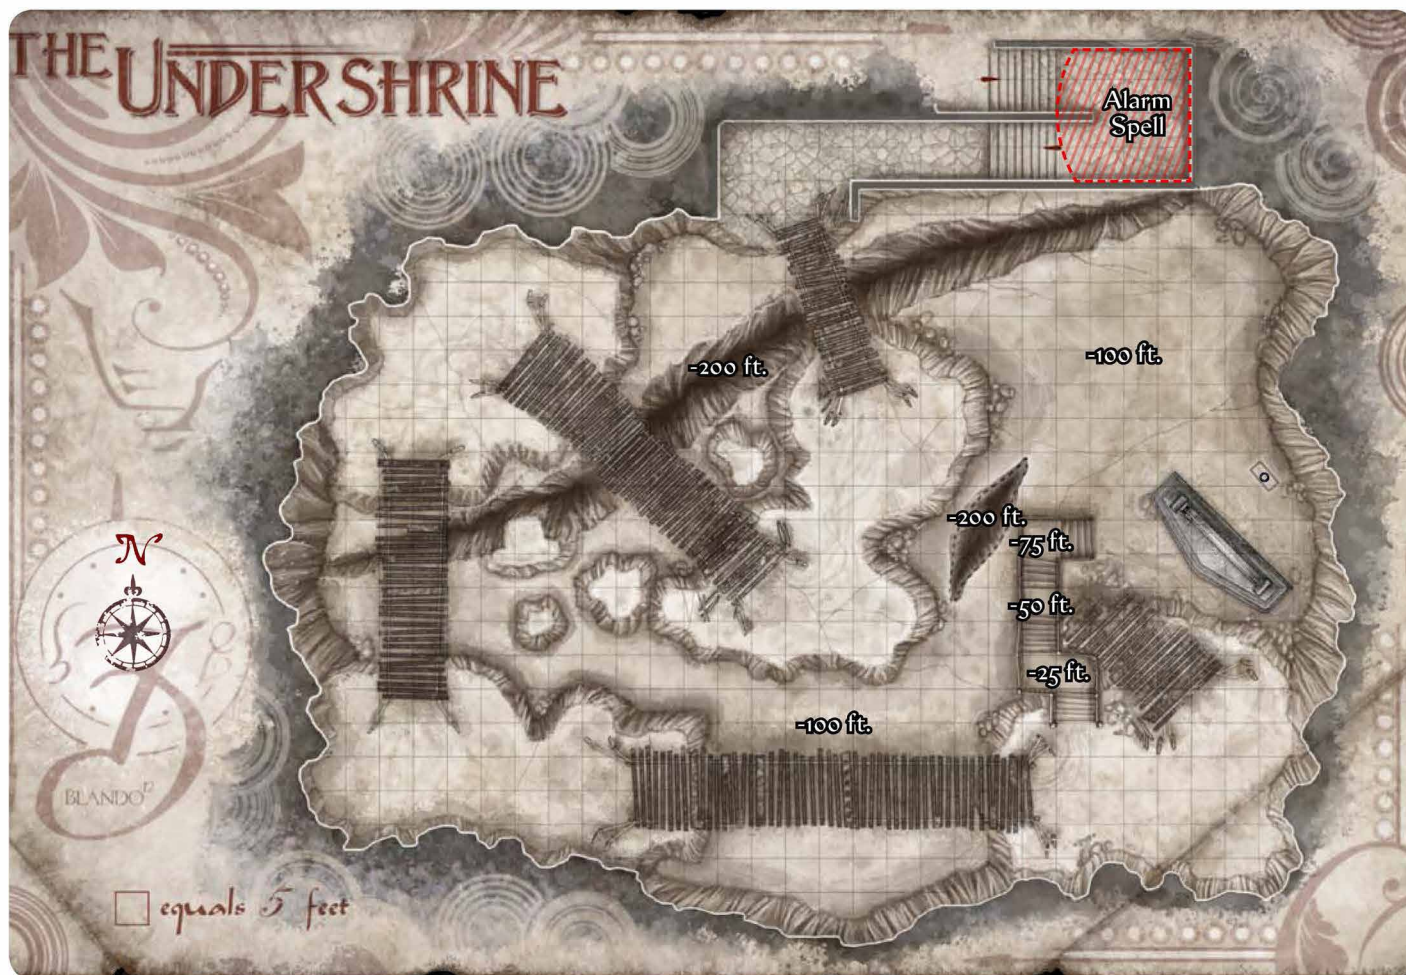 THE UNDERSHRINE
Alarm
Spell
-100 ft.
-200 ft.
-200 ft.
-75 ft.
N
-50 ft.
-25 ft.
-100 ft.
BLANDO 12
equals 5 feet